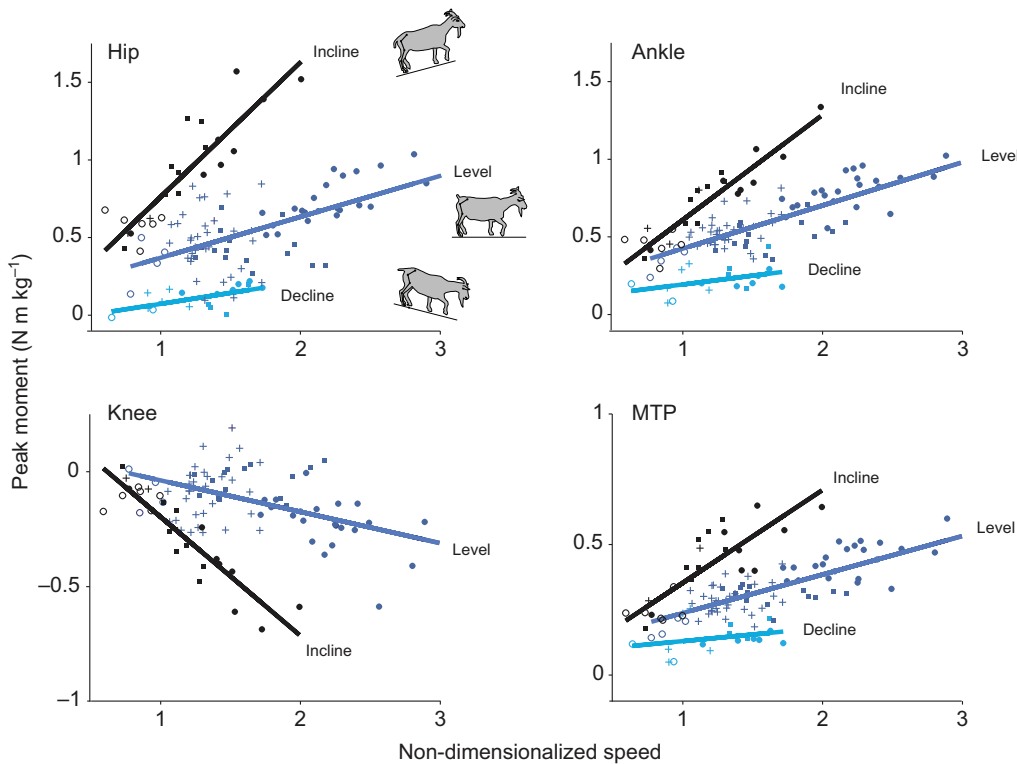 Hip
Incline
1.5
1
0.5
0
1
2
3
Level
Decline
Ankle
Incline
1.5
1
0.5
0
1
2
3
Level
Decline
Peak moment (N m kg–1)
Knee
0
–0.5
–1
1
2
3
Level
Incline
MTP
1
0.5
0
1
2
3
Incline
Level
Decline
Non-dimensionalized speed